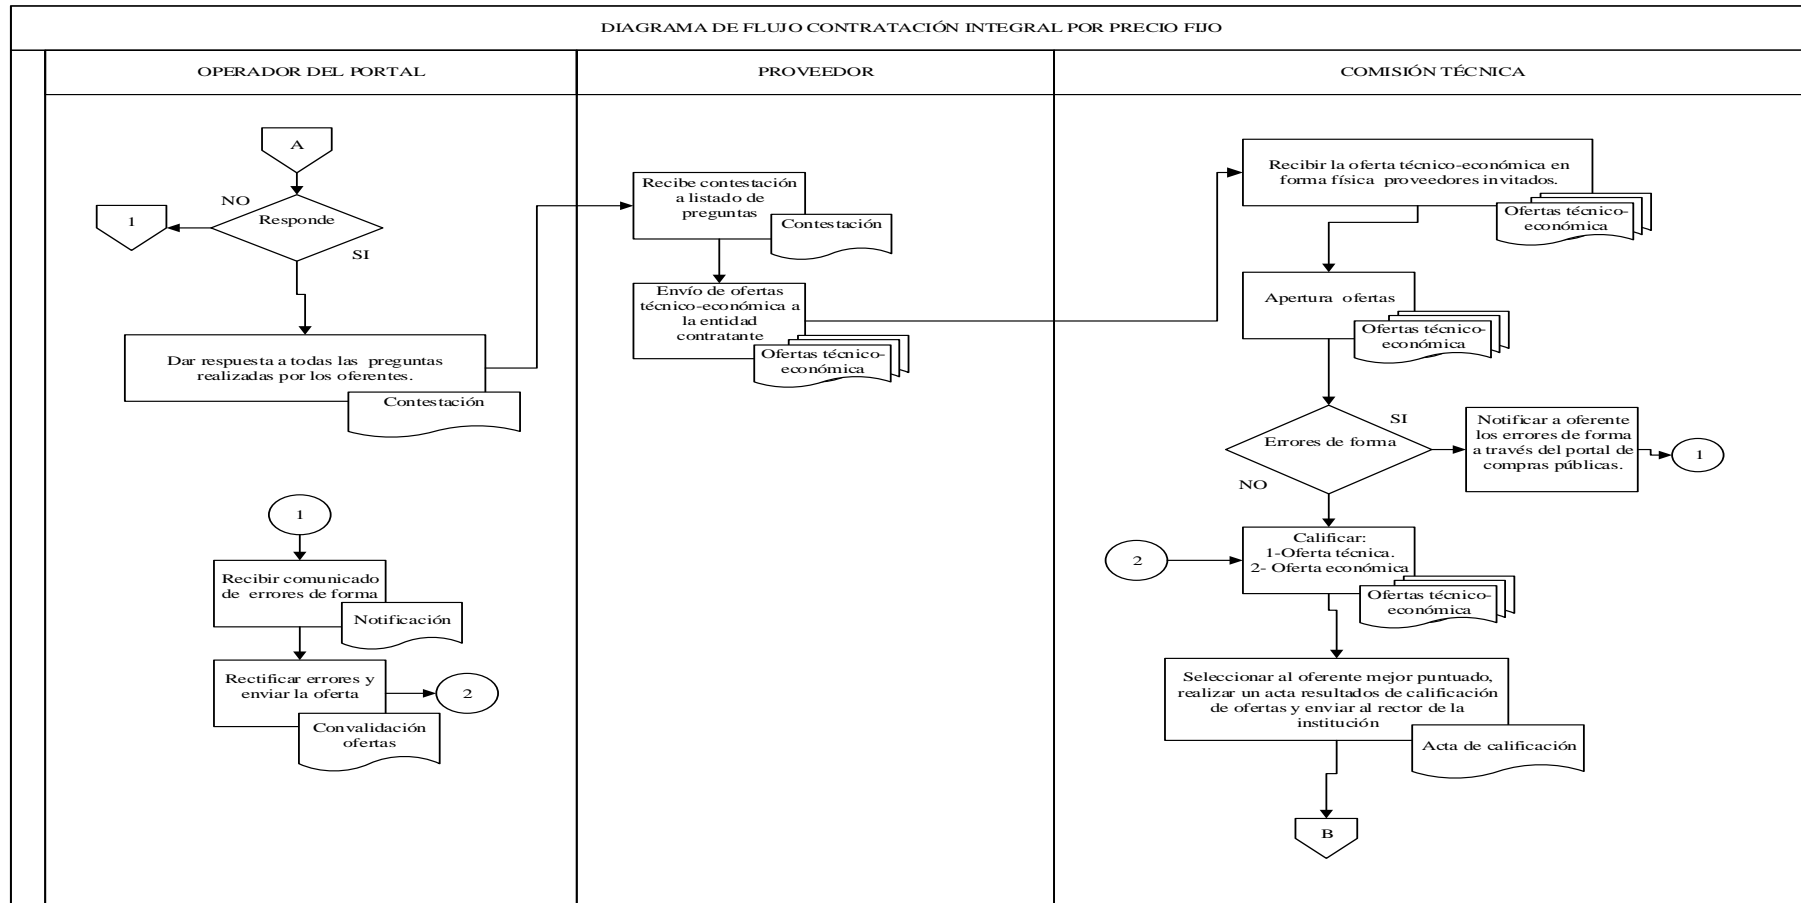 DIAGRAMA DE FLUJO CONTRATACIÓN INTEGRAL POR PRECIO FIJO
OPERADOR DEL PORTAL
PROVEEDOR
COMISIÓN TÉCNICA
A
NO
Responde
1
SI
Dar respuesta a todas las preguntas
realizadas por los oferentes.
Contestación
1
Recibir comunicado
de errores de forma
Notificación
Rectificar errores y
enviar la oferta
2
Convalidación
ofertas
Recibe contestación
a listado de
preguntas
Contestación
Envío de ofertas
técnico-económica a
la entidad
contratante
Ofertas técnico-
económica
Recibir la oferta técnico-económica en
forma física proveedores invitados.
Ofertas técnico-
económica
Apertura ofertas
Ofertas técnico-
económica
SI
Errores de forma
NO
Notificar a oferente
los errores de forma
a través del portal de
compras públicas.
1
2
Calificar:
1-Oferta técnica.
2- Oferta económica
Ofertas técnico-
económica
Seleccionar al oferente mejor puntuado,
realizar un acta resultados de calificación
de ofertas y enviar al rector de la
institución
Acta de calificación
B